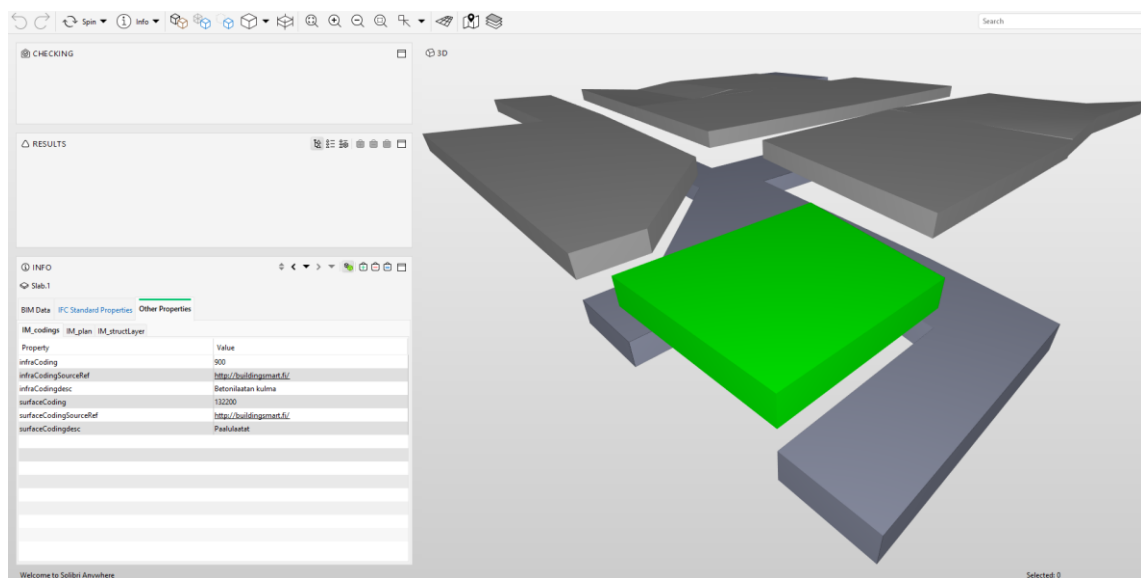 Spin Info
Search
CHECKING
3D
RESULTS
INFO
Slab.1
BIM Data IFC Standard Properties Other Properties
IM_codings IM_plan IM_structLayer
Property Value
infraCoding 900
infraCodingSourceRef http://buildingsmart.fi/
infraCodingdesc Betonilaatan kulma
surfaceCoding 132200
surfaceCodingSourceRef http://buildingsmart.fi/
surfaceCodingdesc Paalulaatat
Welcome to Solibri Anywhere
Selected: 0